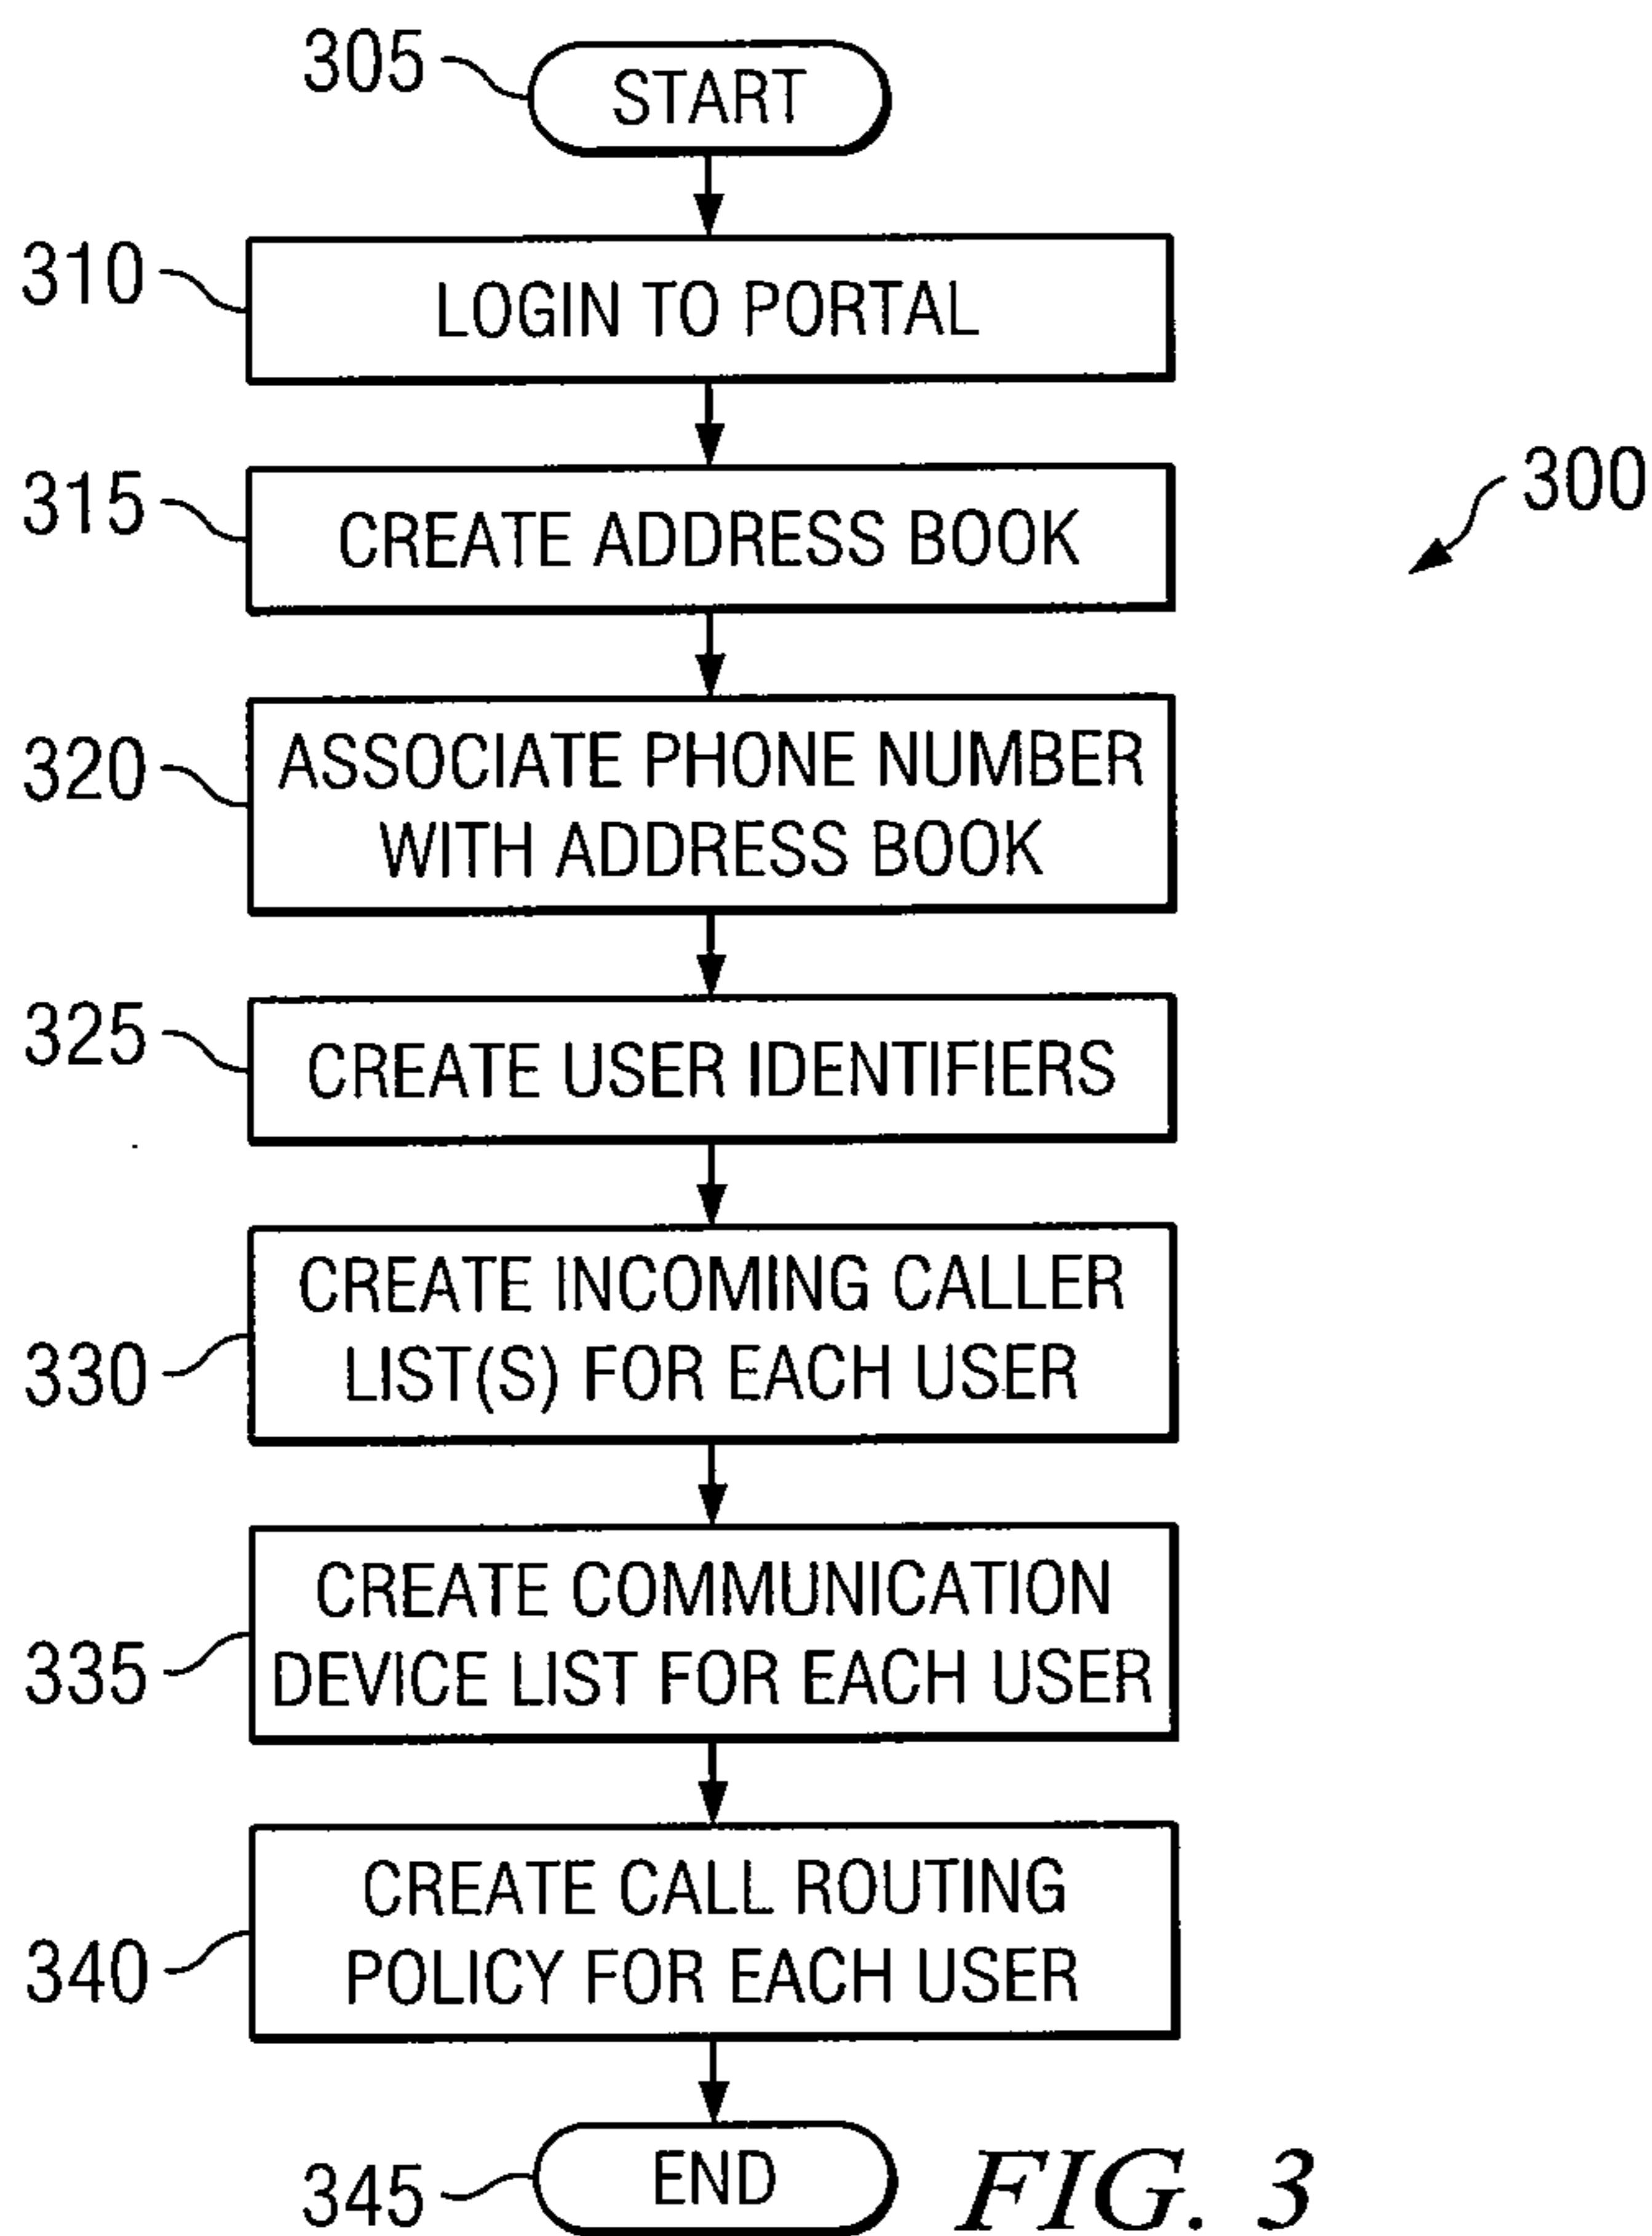 305
START
310
LOGIN TO PORTAL
315
CREATE ADDRESS BOOK
300
320
ASSOCIATE PHONE NUMBER
WITH ADDRESS BOOK
325
CREATE USER IDENTIFIERS
330
CREATE INCOMING CALLER
LIST(S) FOR EACH USER
335
CREATE COMMUNICATION
DEVICE LIST FOR EACH USER
340
CREATE CALL ROUTING
POLICY FOR EACH USER
345
END
FIG. 3